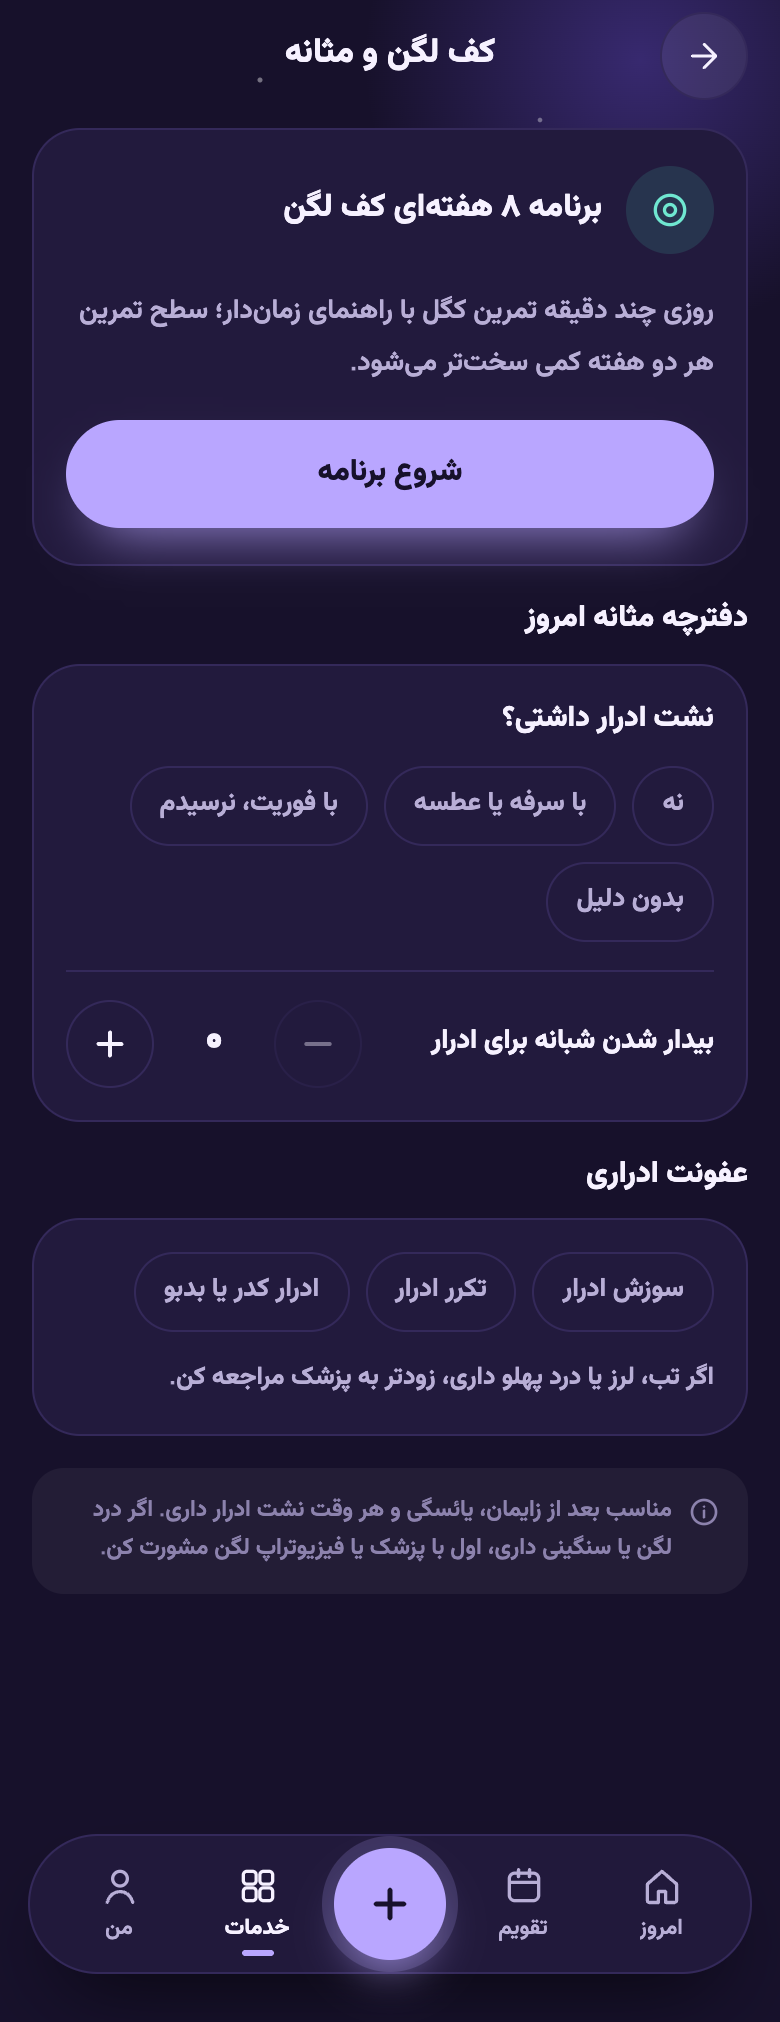 کف لگن و مثانه
برنامه ۸ هفته‌ای کف لگن
روزی چند دقیقه تمرین کگل با راهنمای زمان‌دار؛ سطح تمرین
هر دو هفته کمی سخت‌تر می‌شود.
شروع برنامه
دفترچه مثانه امروز
نشت ادرار داشتی؟
نه
با سرفه یا عطسه
با فوریت، نرسیدم
بدون دلیل
بیدار شدن شبانه برای ادرار
۰
عفونت ادراری
سوزش ادرار
تکرر ادرار
ادرار کدر یا بدبو
اگر تب، لرز یا درد پهلو داری، زودتر به پزشک مراجعه کن.
مناسب بعد از زایمان، یائسگی و هر وقت نشت ادرار داری. اگر درد
لگن یا سنگینی داری، اول با پزشک یا فیزیوتراپ لگن مشورت کن.
امروز
تقویم
خدمات
من